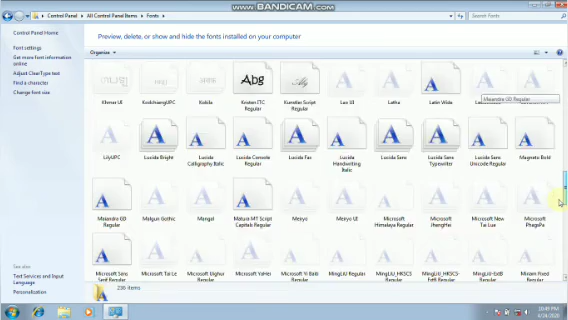 www.BANDICAM.com
Control Panel ▸ All Control Panel Items ▸ Fonts ▸
Search Fonts
Control Panel Home
Font settings
Get more font information
online
Adjust ClearType text
Find a character
Change font size
See also
Text Services and Input
Language
Personalization
Preview, delete, or show and hide the fonts installed on your computer
Organize
Abg
Khmer UI
KodchiangUPC
Kokila
Kristen ITC
Regular
Kunstler Script
Regular
Lao UI
Latha
Latin Wide
Maiandra GD Regular
LilyUPC
Lucida Bright
Lucida
Calligraphy Italic
Lucida Console
Regular
Lucida Fax
Lucida
Handwriting
Italic
Lucida Sans
Lucida Sans
Typewriter
Lucida Sans
Unicode Regular
Magneto Bold
Maiandra GD
Regular
Malgun Gothic
Mangal
Matura MT Script
Capitals Regular
Meiryo
Meiryo UI
Microsoft
Himalaya Regular
Microsoft
JhengHei
Microsoft New
Tai Lue
Microsoft
PhagsPa
Microsoft Sans
Serif Regular
Microsoft Tai Le
Microsoft Uighur
Regular
Microsoft YaHei
Microsoft Yi Baiti
Regular
MingLiU Regular
MingLiU_HKSCS
Regular
MingLiU_HKSCS-
ExtB Regular
MingLiU-ExtB
Regular
Miriam Fixed
Regular
236 items